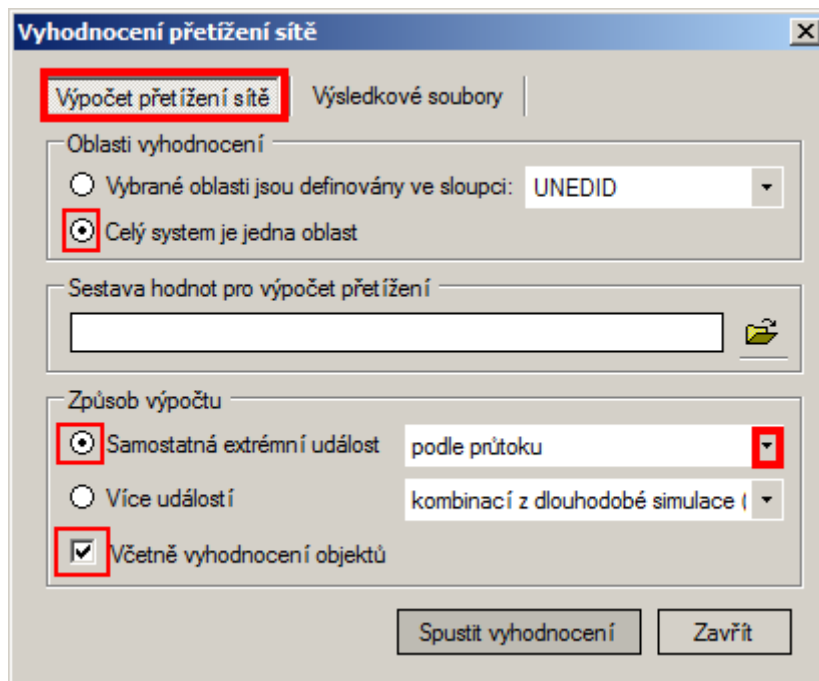 Vyhodnocení přetížení sítě
Výpočet přetížení sítě
Výsledkové soubory
Oblasti vyhodnocení
Vybrané oblasti jsou definovány ve sloupci: UNEDID
Celý system je jedna oblast
Sestava hodnot pro výpočet přetížení
Způsob výpočtu
Samostatná extrémní událost podle průtoku
Více událostí kombinací z dlouhodobé simulace (
Včetně vyhodnocení objektů
Spustit vyhodnocení Zavřít